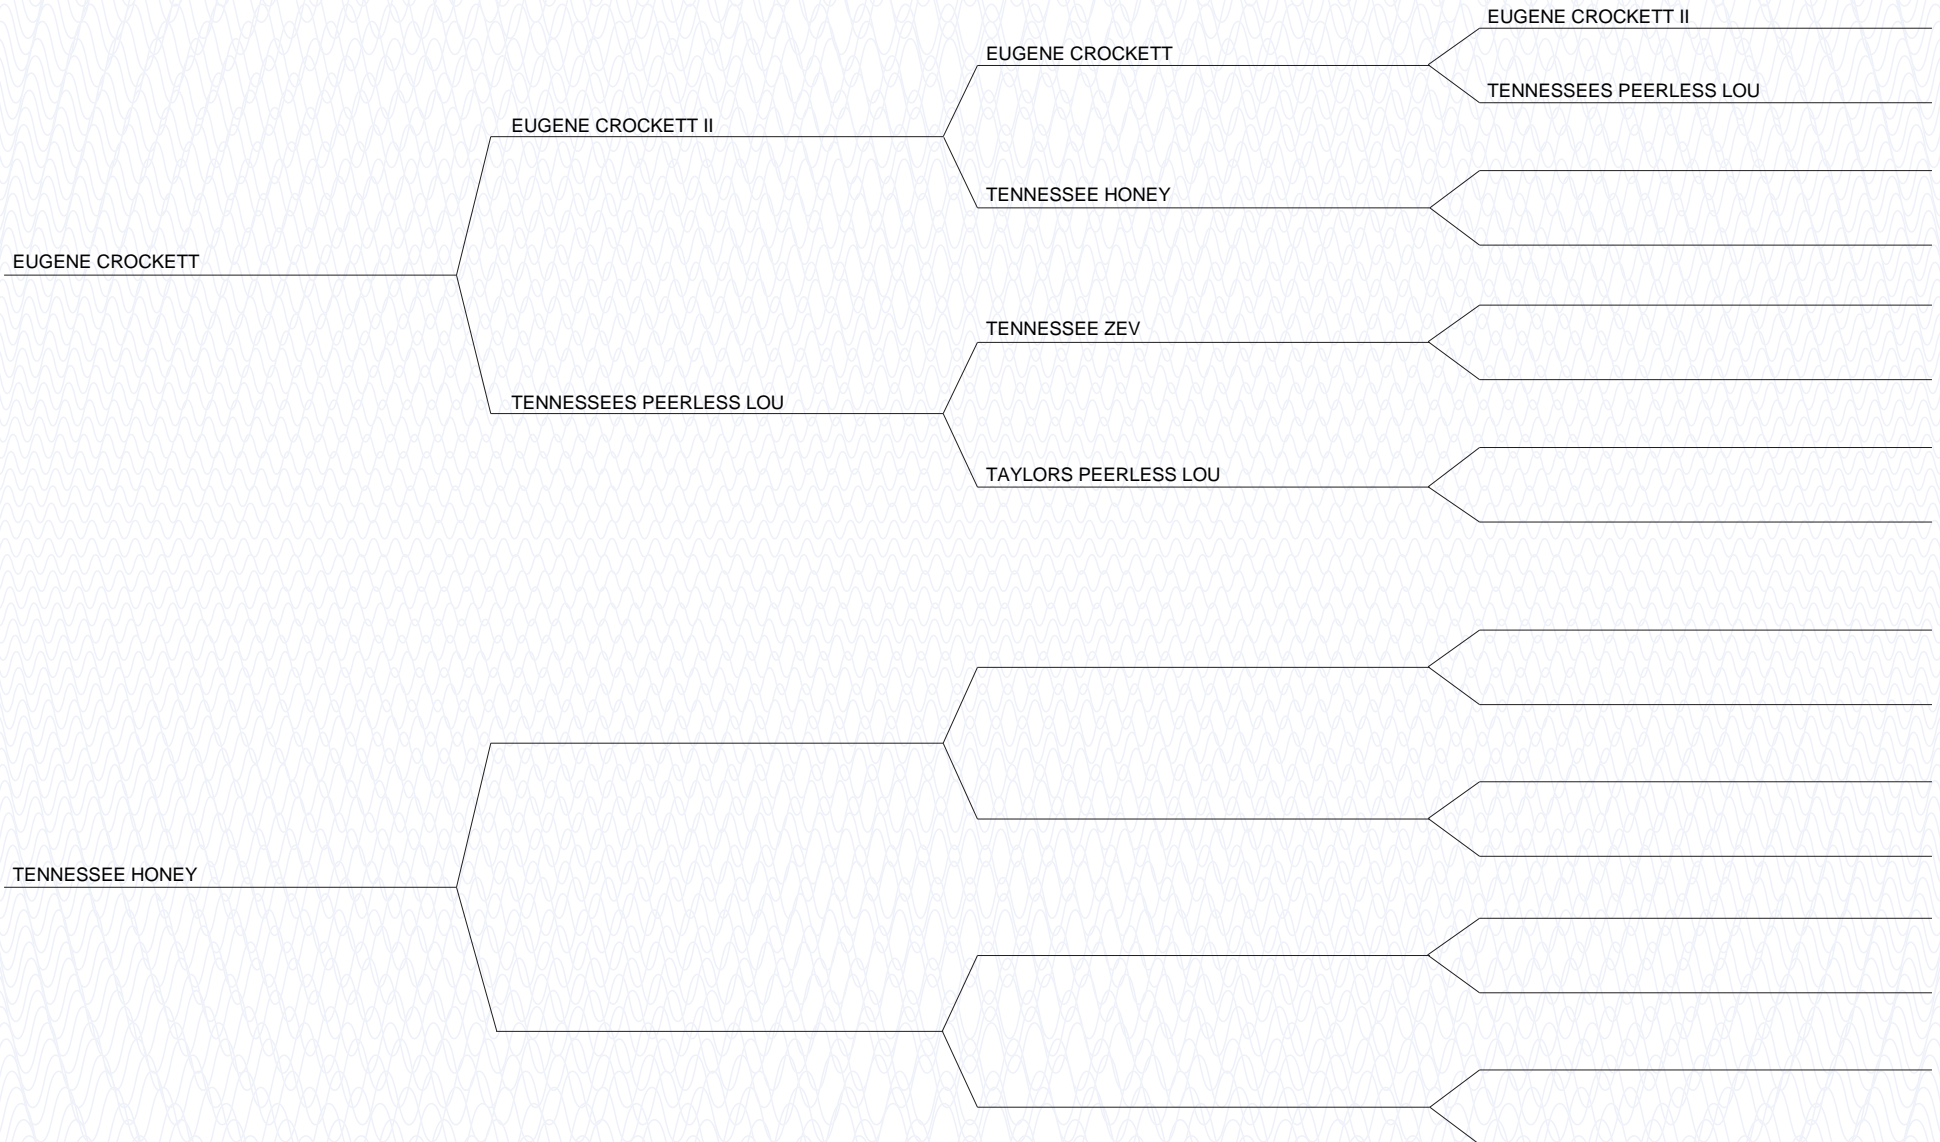 EUGENE CROCKETT II
EUGENE CROCKETT
TENNESSEES PEERLESS LOU
EUGENE CROCKETT II
TENNESSEE HONEY
EUGENE CROCKETT
TENNESSEE ZEV
TENNESSEES PEERLESS LOU
TAYLORS PEERLESS LOU
TENNESSEE HONEY